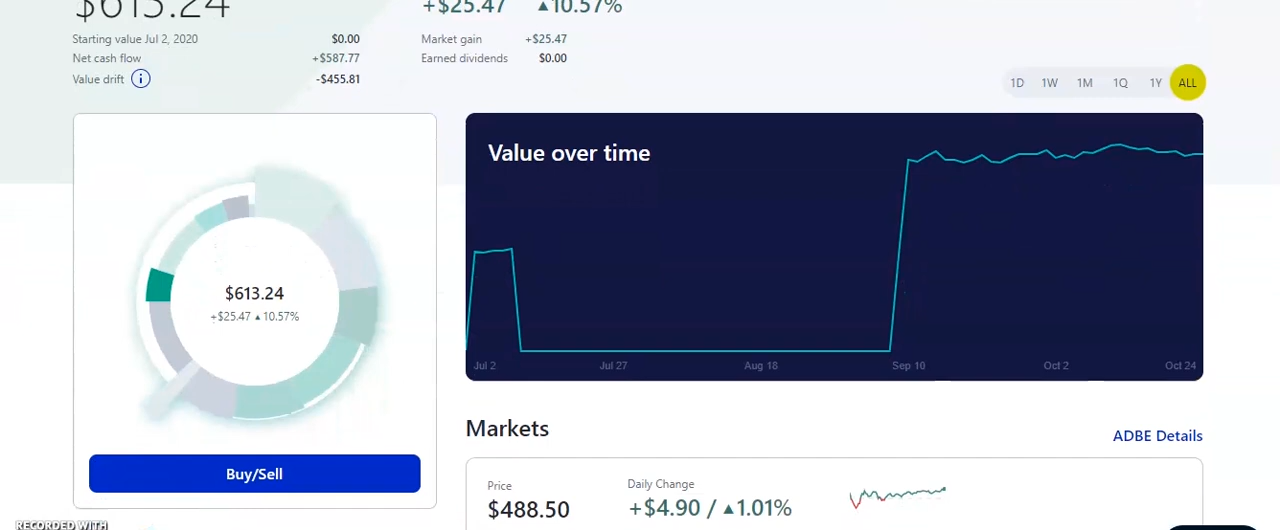 $613.24
+$25.47 ▲10.57%
Starting value Jul 2, 2020 $0.00
Net cash flow +$587.77
Value drift i -$455.81
Market gain +$25.47
Earned dividends $0.00
1D 1W 1M 1Q 1Y ALL
$613.24
+$25.47 ▲10.57%
Buy/Sell
Value over time
Jul 2 Jul 27 Aug 18 Sep 10 Oct 2 Oct 24
Markets
ADBE Details
Price
$488.50
Daily Change
+$4.90 / ▲1.01%
RECORDED WITH